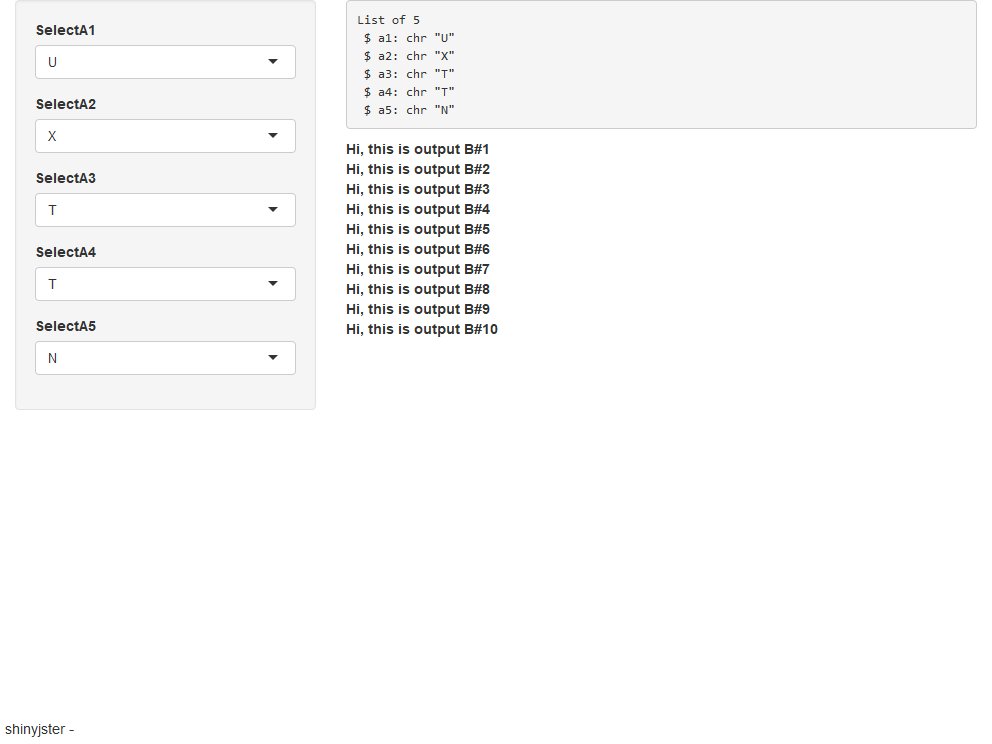 SelectA1
U
SelectA2
X
SelectA3
T
SelectA4
T
SelectA5
N
List of 5
 $ a1: chr "U"
 $ a2: chr "X"
 $ a3: chr "T"
 $ a4: chr "T"
 $ a5: chr "N"
Hi, this is output B#1
Hi, this is output B#2
Hi, this is output B#3
Hi, this is output B#4
Hi, this is output B#5
Hi, this is output B#6
Hi, this is output B#7
Hi, this is output B#8
Hi, this is output B#9
Hi, this is output B#10
shinyjster -